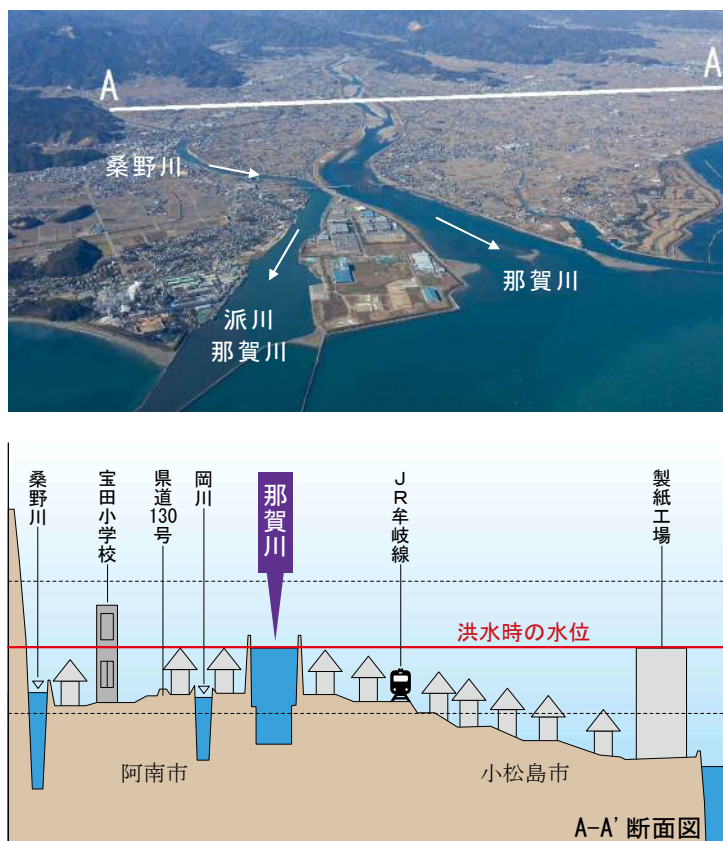 A
A
桑野川
那賀川
派川
那賀川
桑野川
宝田小学校
県道130号
岡川
那賀川
JR牟岐線
製紙工場
洪水時の水位
阿南市
小松島市
A-A'断面図